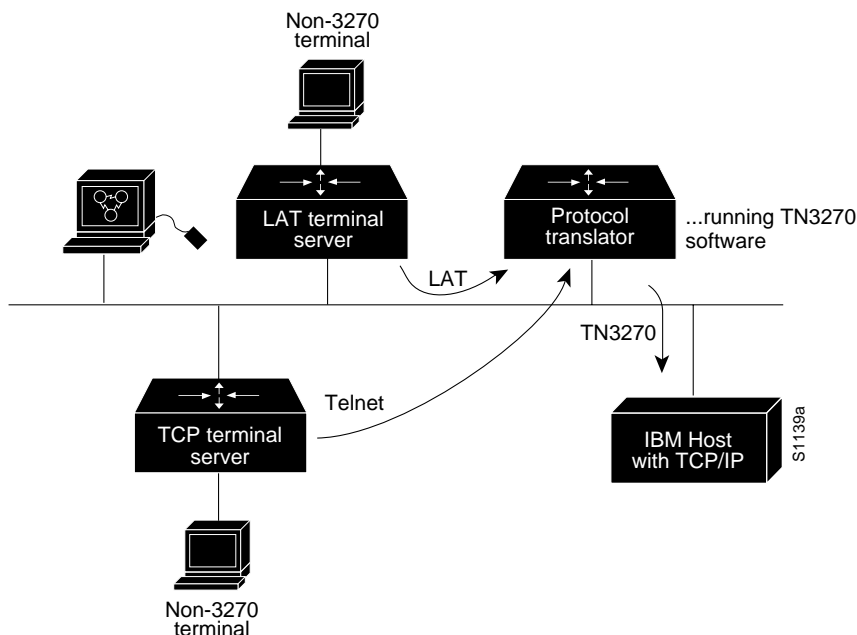 Non-3270
terminal
LAT terminal
server
Protocol
translator
...running TN3270
software
LAT
TN3270
Telnet
TCP terminal
server
IBM Host
with TCP/IP
S1139a
Non-3270
terminal